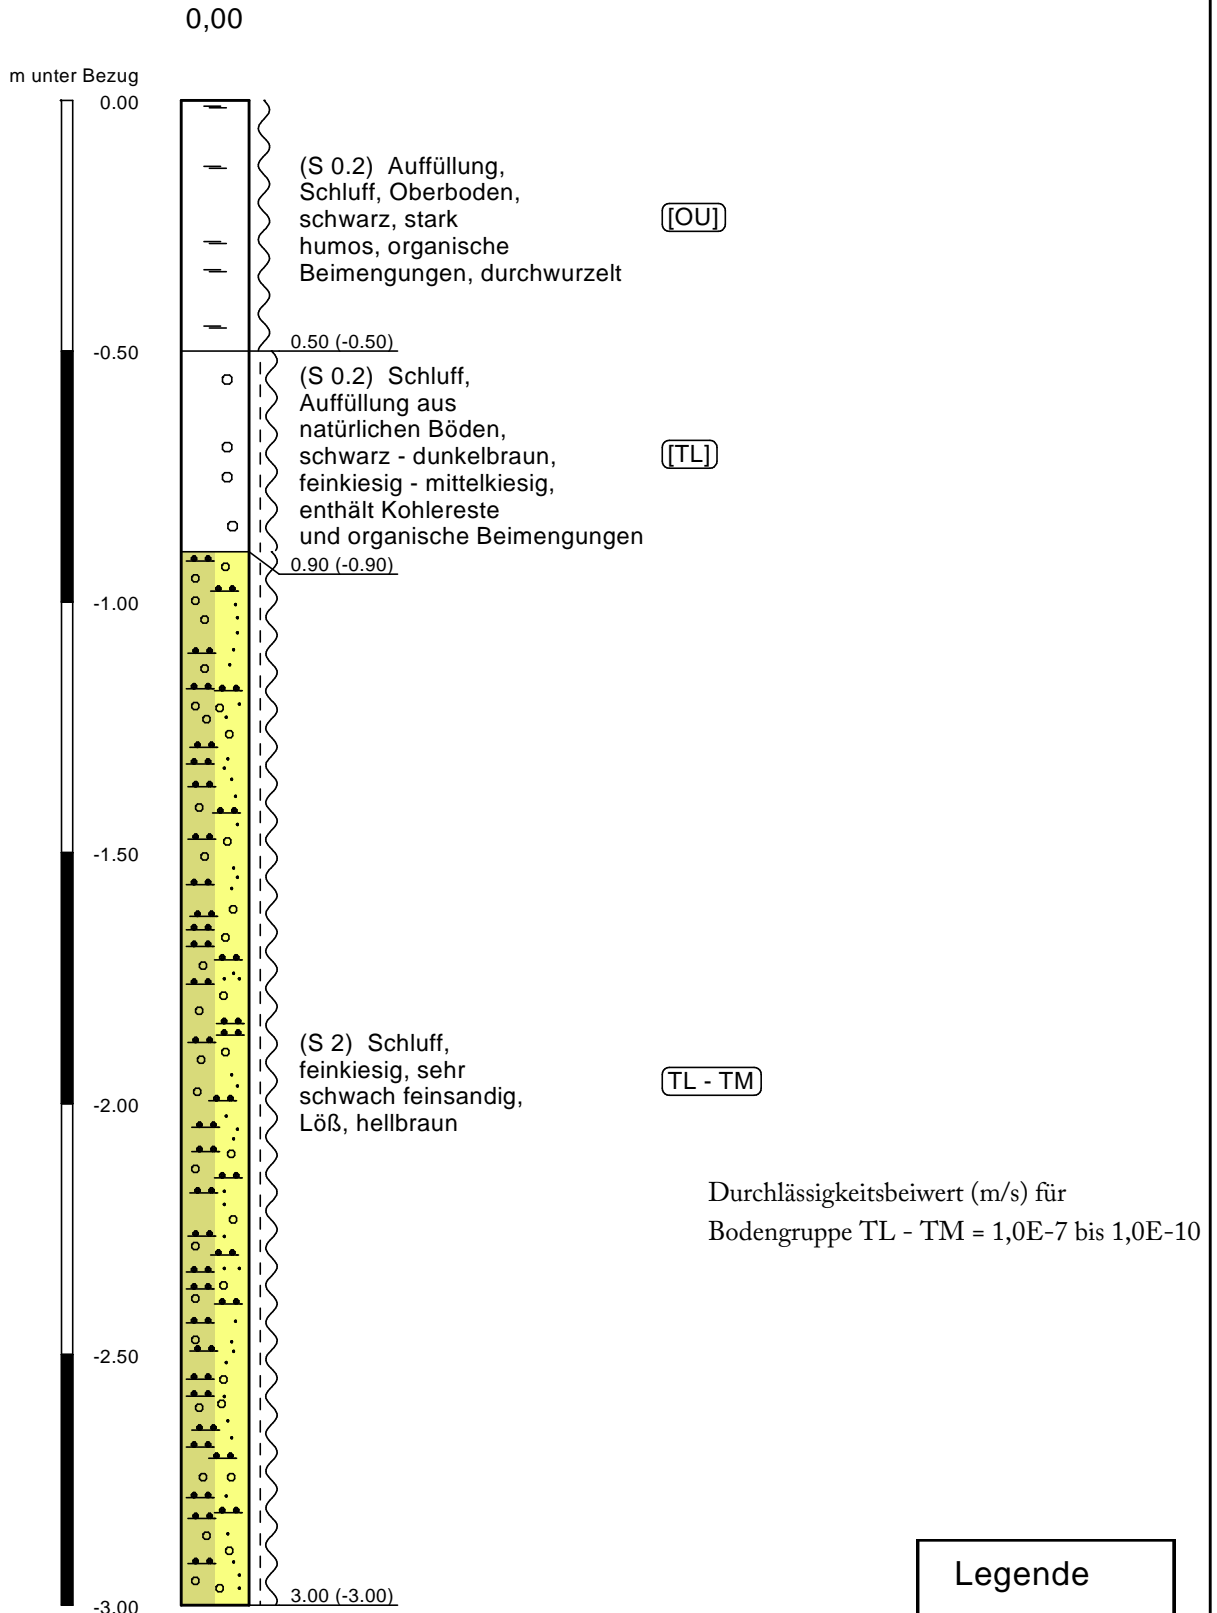 0,00
m unter Bezug
0.00
(S 0.2) Auffüllung,
Schluff, Oberboden,
schwarz, stark
humos, organische
Beimengungen, durchwurzelt
[OU]
0.50 (-0.50)
-0.50
(S 0.2) Schluff,
Auffüllung aus
natürlichen Böden,
schwarz - dunkelbraun,
feinkiesig - mittelkiesig,
enthält Kohlereste
und organische Beimengungen
[TL]
0.90 (-0.90)
-1.00
-1.50
(S 2) Schluff,
feinkiesig, sehr
schwach feinsandig,
Löß, hellbraun
TL - TM
-2.00
Durchlässigkeitsbeiwert (m/s) für
Bodengruppe TL - TM = 1,0E-7 bis 1,0E-10
-2.50
Legende
3.00 (-3.00)
-3.00